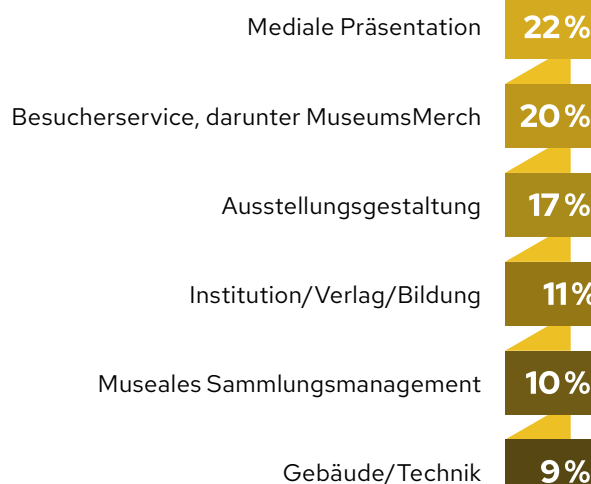 Mediale Präsentation 22 %
Besucherservice, darunter MuseumsMerch 20 %
Ausstellungsgestaltung 17 %
Institution/Verlag/Bildung 11 %
Museales Sammlungsmanagement 10 %
Gebäude/Technik 9 %